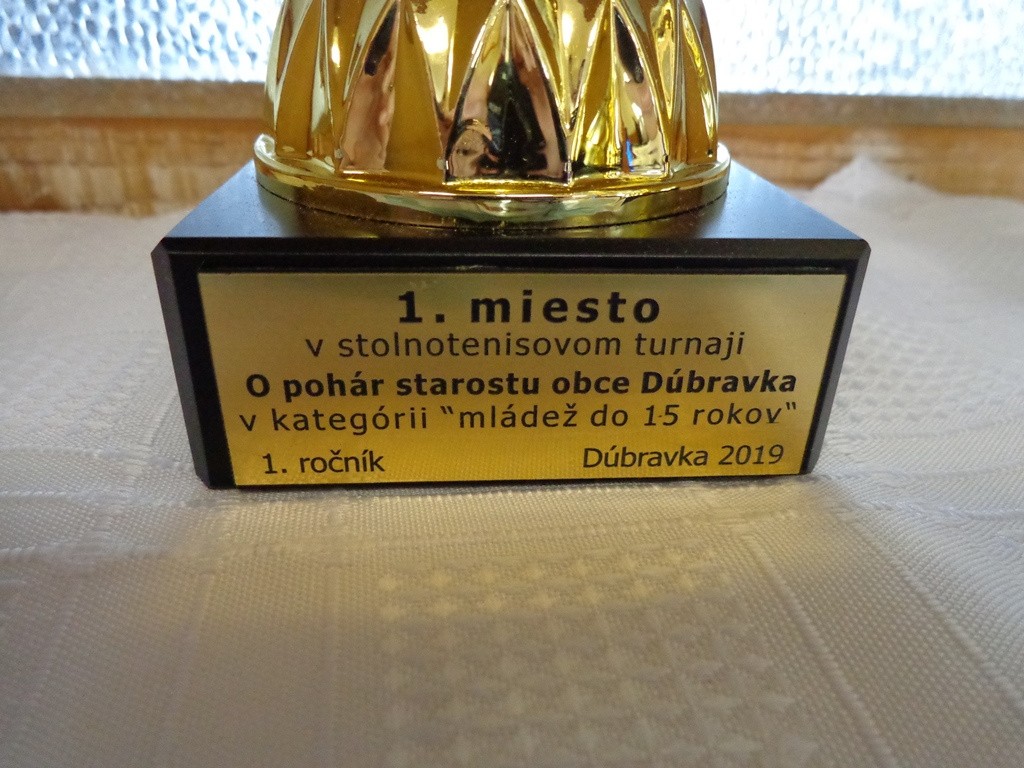 1. miesto
v stolnotenisovom turnaji
O pohár starostu obce Dúbravka
v kategórii "mládež do 15 rokov"
1. ročník Dúbravka 2019